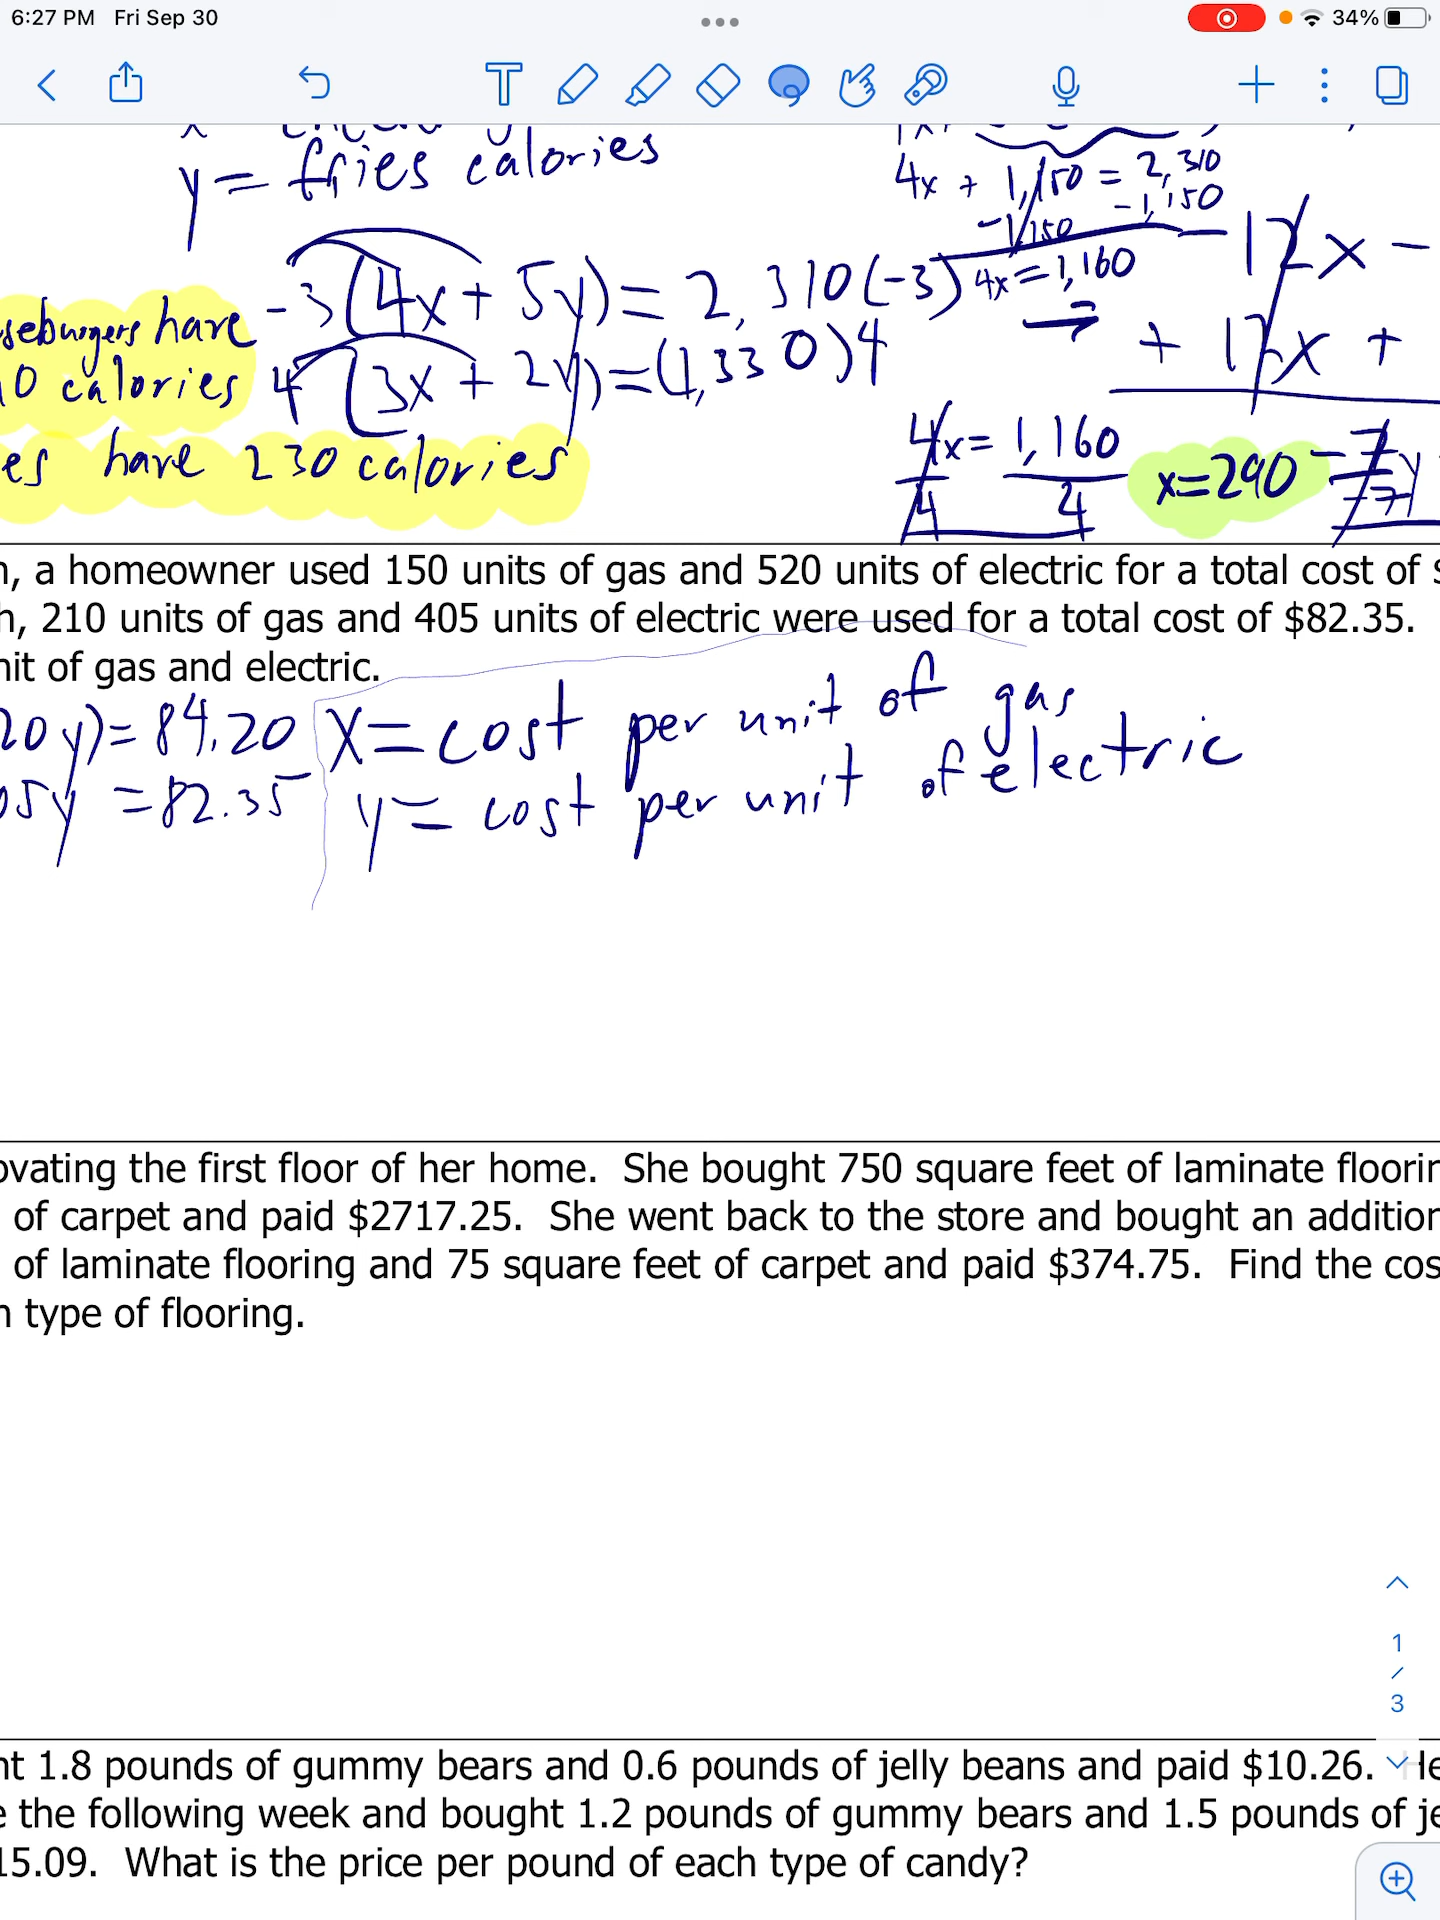 6:27 PM Fri Sep 30
34%
y = fries calories
4x + 1,150 = 2,310
-1,150 -1,150
4x = 1,160
-12x -
-3(4x + 5y) = 2,310(-3)
+ 12x +
have
4(3x + 2y) = (1,330)4
0 calories
have 230 calories
4x = 1,160
4 4
x=290
-7y
-7
, a homeowner used 150 units of gas and 520 units of electric for a total cost of
, 210 units of gas and 405 units of electric were used for a total cost of $82.35.
of gas and electric.
20y) = 84.20 x = cost per unit of gas
05y = 82.35 y = cost per unit of electric
the first floor of her home. She bought 750 square feet of laminate
of carpet and paid $2717.25. She went back to the store and bought an
of laminate flooring and 75 square feet of carpet and paid $374.75. Find the
type of flooring.
1
/
3
1.8 pounds of gummy bears and 0.6 pounds of jelly beans and paid $10.26. He
the following week and bought 1.2 pounds of gummy bears and 1.5 pounds of
15.09. What is the price per pound of each type of candy?